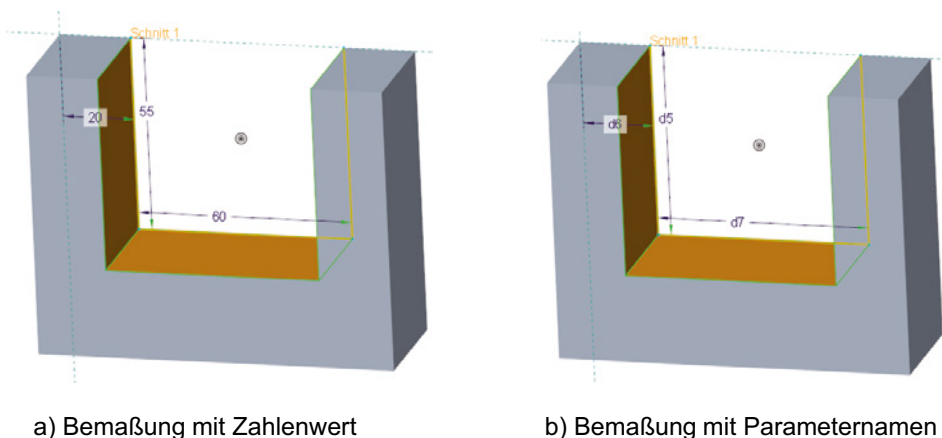 Schnitt 1
20
55
60
Schnitt 1
d6
d5
d7
a) Bemaßung mit Zahlenwert
b) Bemaßung mit Parameternamen